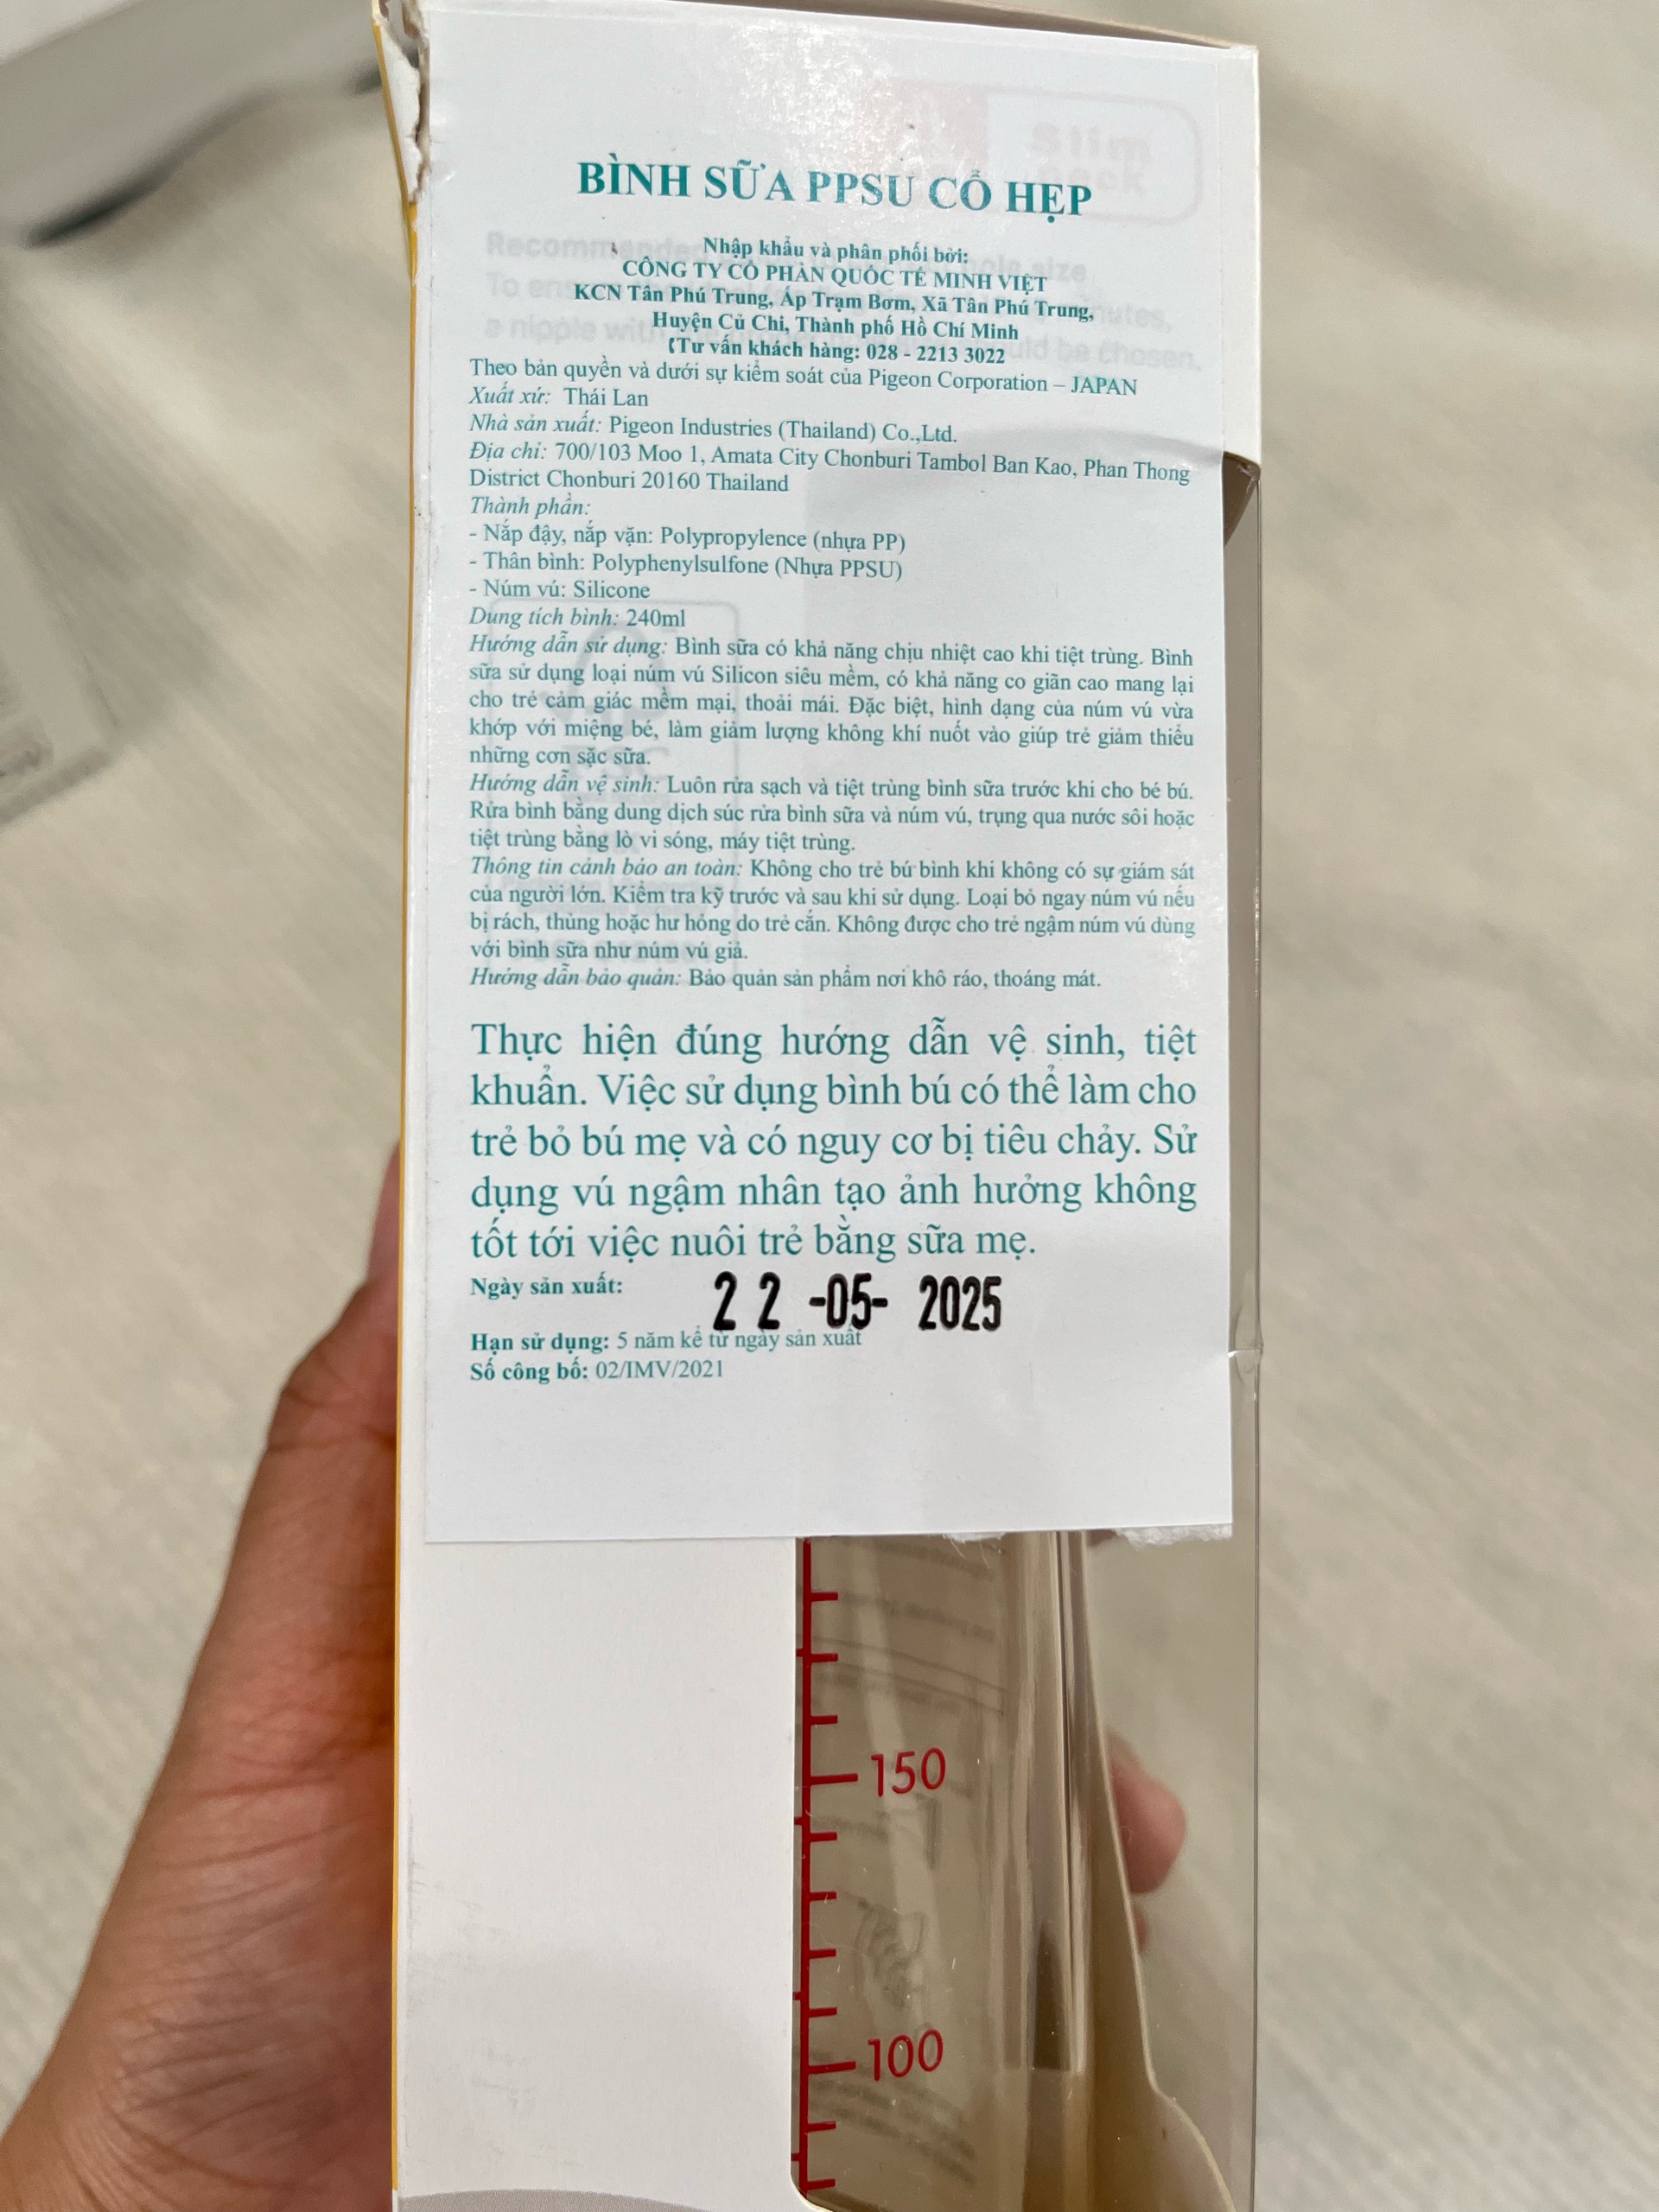 Slim
neck
BÌNH SỮA PPSU CỔ HẸP
Nhập khẩu và phân phối bởi:
CÔNG TY CỔ PHẦN QUỐC TẾ MINH VIỆT
KCN Tân Phú Trung, Ấp Trạm Bơm, Xã Tân Phú Trung,
Huyện Củ Chi, Thành phố Hồ Chí Minh
(Tư vấn khách hàng: 028 - 2213 3022
Theo bản quyền và dưới sự kiểm soát của Pigeon Corporation – JAPAN
Xuất xứ: Thái Lan
Nhà sản xuất: Pigeon Industries (Thailand) Co.,Ltd.
Địa chỉ: 700/103 Moo 1, Amata City Chonburi Tambol Ban Kao, Phan Thong
District Chonburi 20160 Thailand
Thành phần:
- Nắp đậy, nắp vặn: Polypropylence (nhựa PP)
- Thân bình: Polyphenylsulfone (Nhựa PPSU)
- Núm vú: Silicone
Dung tích bình: 240ml
Hướng dẫn sử dụng: Bình sữa có khả năng chịu nhiệt cao khi tiệt trùng. Bình
sữa sử dụng loại núm vú Silicon siêu mềm, có khả năng co giãn cao mang lại
cho trẻ cảm giác mềm mại, thoải mái. Đặc biệt, hình dạng của núm vú vừa
khớp với miệng bé, làm giảm lượng không khí nuốt vào giúp trẻ giảm thiểu
những cơn sặc sữa.
Hướng dẫn vệ sinh: Luôn rửa sạch và tiệt trùng bình sữa trước khi cho bé bú.
Rửa bình bằng dung dịch súc rửa bình sữa và núm vú, trụng qua nước sôi hoặc
tiệt trùng bằng lò vi sóng, máy tiệt trùng.
Thông tin cảnh báo an toàn: Không cho trẻ bú bình khi không có sự giám sát
của người lớn. Kiểm tra kỹ trước và sau khi sử dụng. Loại bỏ ngay núm vú nếu
bị rách, thủng hoặc hư hỏng do trẻ cắn. Không được cho trẻ ngậm núm vú dùng
với bình sữa như núm vú giả.
Hướng dẫn bảo quản: Bảo quản sản phẩm nơi khô ráo, thoáng mát.
Thực hiện đúng hướng dẫn vệ sinh, tiệt
khuẩn. Việc sử dụng bình bú có thể làm cho
trẻ bỏ bú mẹ và có nguy cơ bị tiêu chảy. Sử
dụng vú ngậm nhân tạo ảnh hưởng không
tốt tới việc nuôi trẻ bằng sữa mẹ.
Ngày sản xuất: 22 -05- 2025
Hạn sử dụng: 5 năm kể từ ngày sản xuất
Số công bố: 02/IMV/2021
150
100